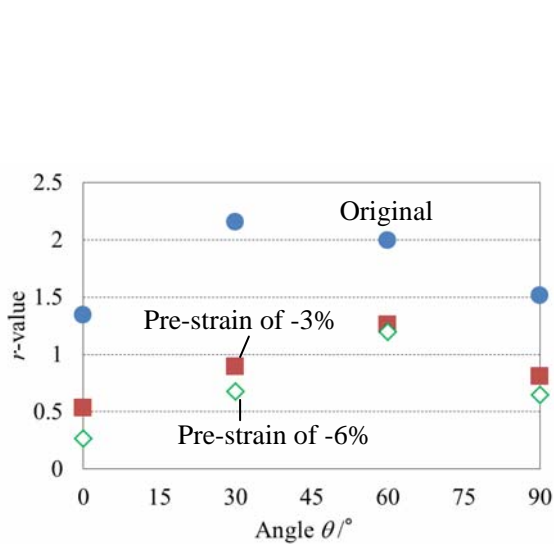 2.5
Original
2
r-value
1.5
Pre-strain of -3%
1
0.5
Pre-strain of -6%
0
0 15 30 45 60 75 90
Angle θ/°